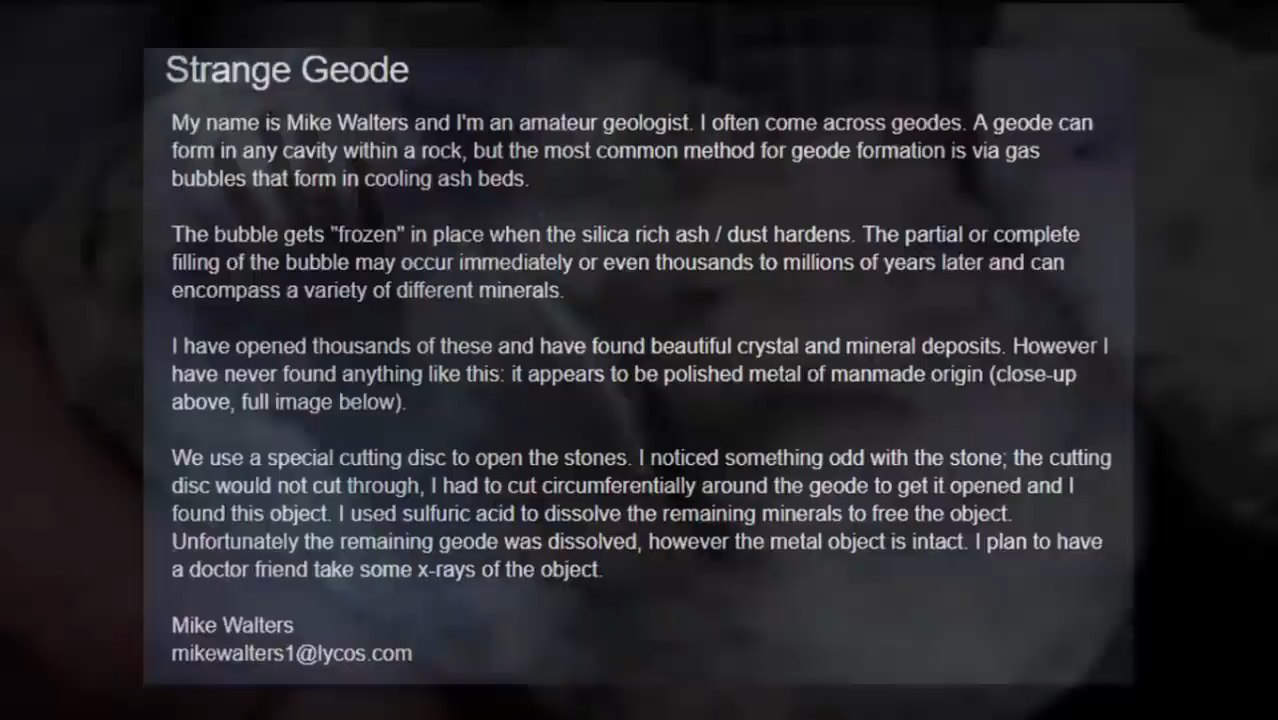 Strange Geode
My name is Mike Walters and I'm an amateur geologist. I often come across geodes. A geode can
form in any cavity within a rock, but the most common method for geode formation is via gas
bubbles that form in cooling ash beds.
The bubble gets "frozen" in place when the silica rich ash / dust hardens. The partial or complete
filling of the bubble may occur immediately or even thousands to millions of years later and can
encompass a variety of different minerals.
I have opened thousands of these and have found beautiful crystal and mineral deposits. However I
have never found anything like this: it appears to be polished metal of manmade origin (close-up
above, full image below).
We use a special cutting disc to open the stones. I noticed something odd with the stone; the cutting
disc would not cut through, I had to cut circumferentially around the geode to get it opened and I
found this object. I used sulfuric acid to dissolve the remaining minerals to free the object.
Unfortunately the remaining geode was dissolved, however the metal object is intact. I plan to have
a doctor friend take some x-rays of the object.
Mike Walters
mikewalters1@lycos.com